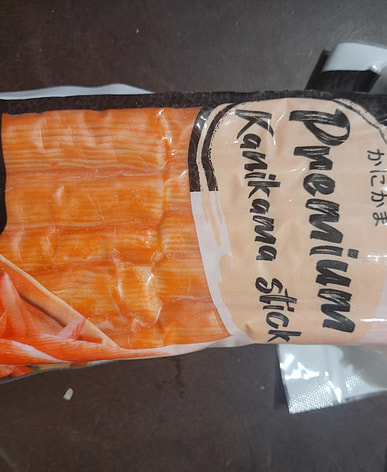 かにかま
Premium
Kanikama stick